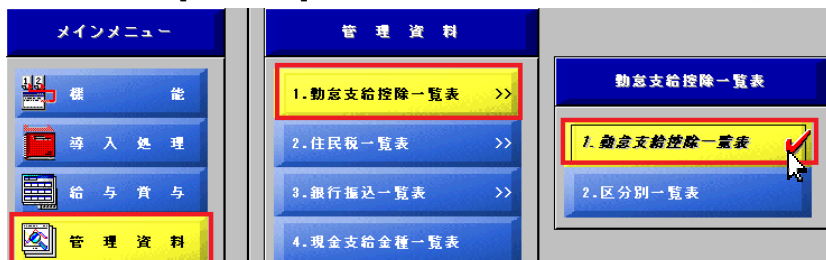 メインメニュー
機能
導入処理
給与賞与
管理資料
管理資料
1.勤怠支給控除一覧表 >>
2.住民税一覧表 >>
3.銀行振込一覧表 >>
4.現金支給金種一覧表
勤怠支給控除一覧表
1.勤怠支給控除一覧表
2.区分別一覧表